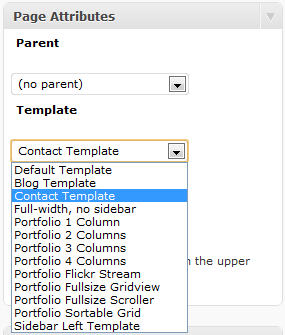 Page Attributes
Parent
(no parent)
Template
Contact Template
Default Template
Blog Template
Contact Template
Full-width, no sidebar
Portfolio 1 Column
Portfolio 2 Columns
Portfolio 3 Columns
Portfolio 4 Columns
Portfolio Flickr Stream
Portfolio Fullsize Gridview
Portfolio Fullsize Scroller
Portfolio Sortable Grid
Sidebar Left Template
the upper